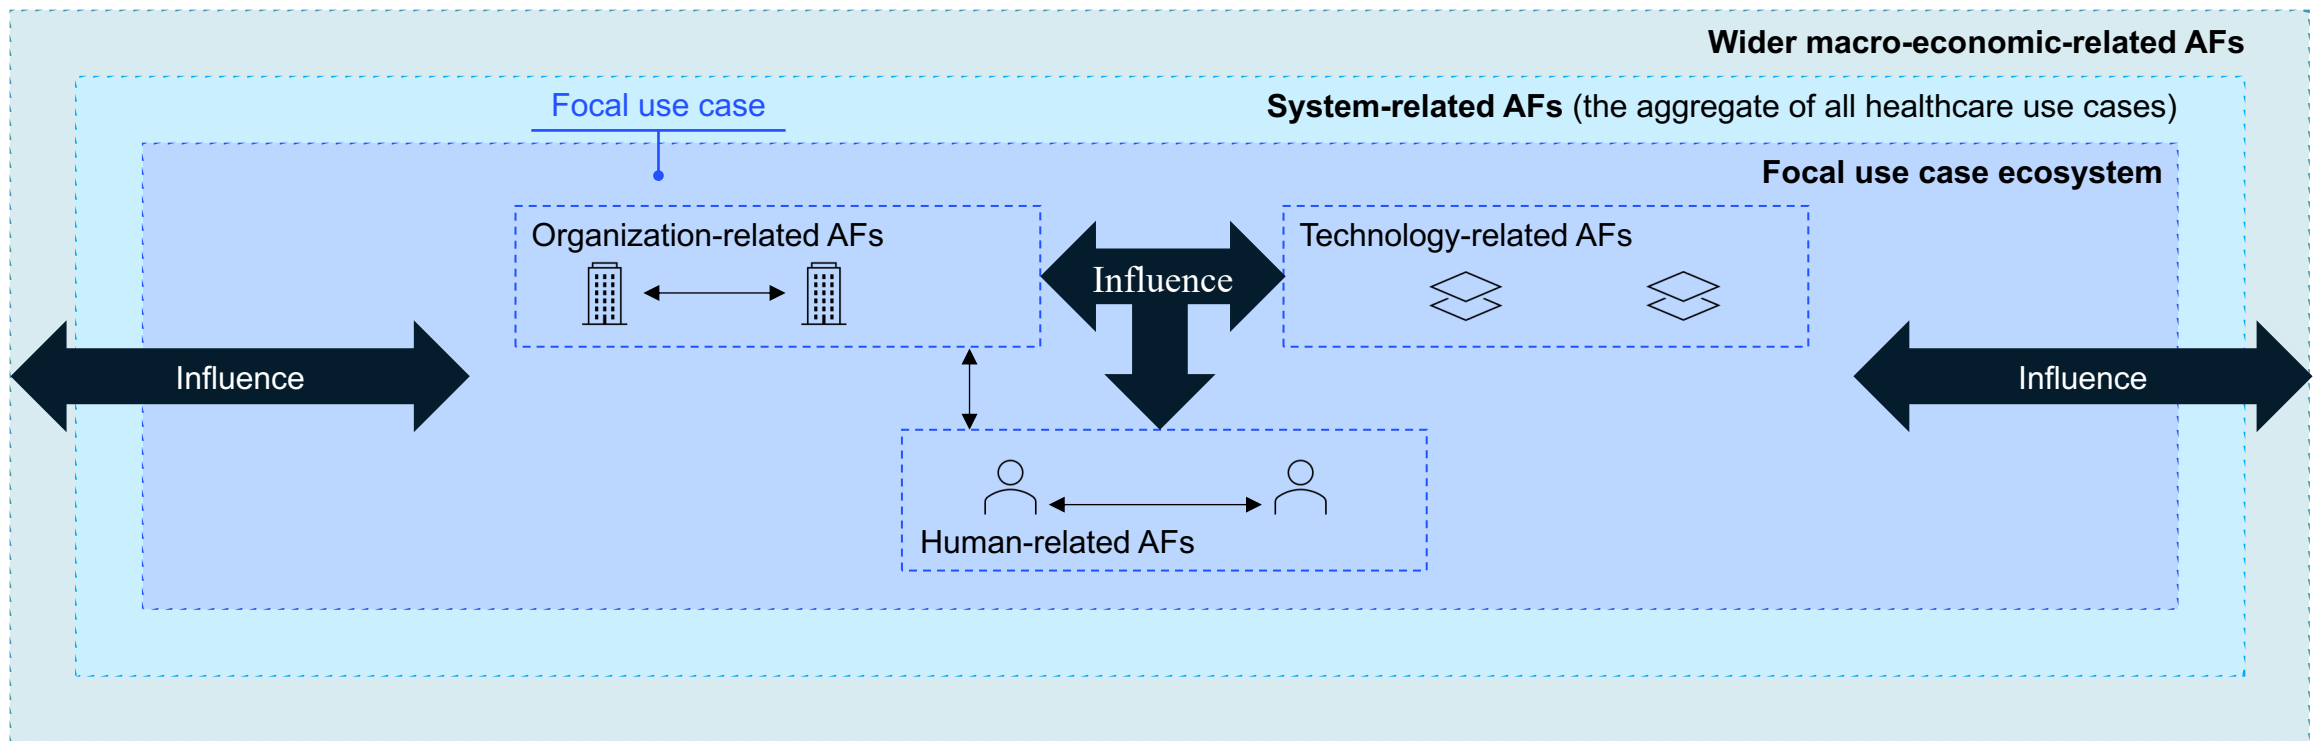 Wider macro-economic-related AFs
System-related AFs (the aggregate of all healthcare use cases)
Focal use case
Focal use case ecosystem
Organization-related AFs
Technology-related AFs
Influence
Influence
Influence
Human-related AFs